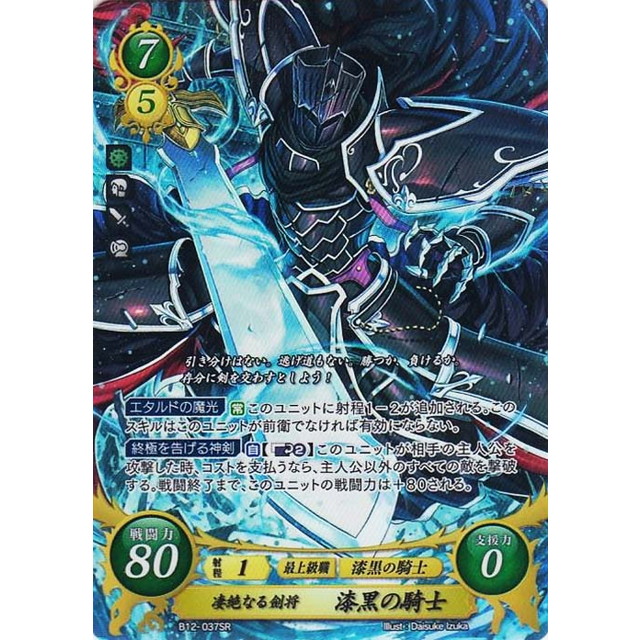 7
5
引き分けはない。逃げ道もない。勝つか、負けるか。
存分に剣を交わすとしよう!
エタルドの魔光 常 このユニットに射程1-2が追加される。この
スキルはこのユニットが前衛でなければ有効にならない。
終極を告げる神剣 自【2】このユニットが相手の主人公を
攻撃した時、コストを支払うなら、主人公以外のすべての敵を撃破
する。戦闘終了まで、このユニットの戦闘力は+80される。
戦闘力
80
射程 1 最上級職 漆黒の騎士
支援力
0
凄絶なる剣将 漆黒の騎士
B12-037SR
Illust:Daisuke Izuka